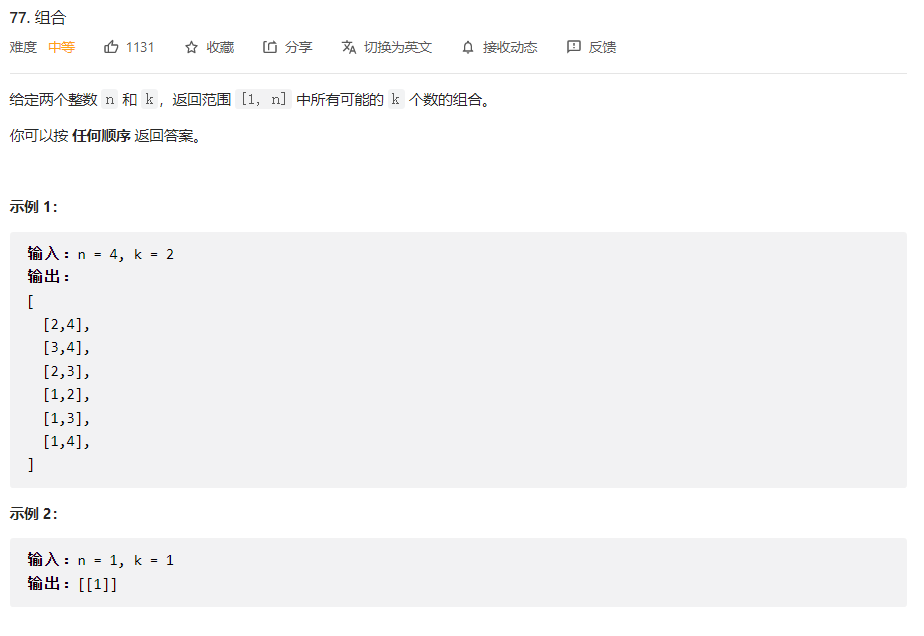 77. 组合
难度 中等 1131 收藏 分享 切换为英文 接收动态 反馈
给定两个整数 n 和 k，返回范围 [1, n] 中所有可能的 k 个数的组合。
你可以按 任何顺序 返回答案。
示例 1：
输入：n = 4, k = 2
输出：
[
[2,4],
[3,4],
[2,3],
[1,2],
[1,3],
[1,4],
]
示例 2：
输入：n = 1, k = 1
输出：[[1]]